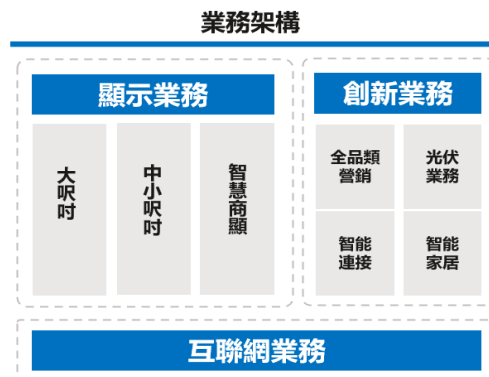 業務架構
顯示業務
大呎吋
中小呎吋
智慧商顯
創新業務
全品類
營銷
光伏
業務
智能
連接
智能
家居
互聯網業務